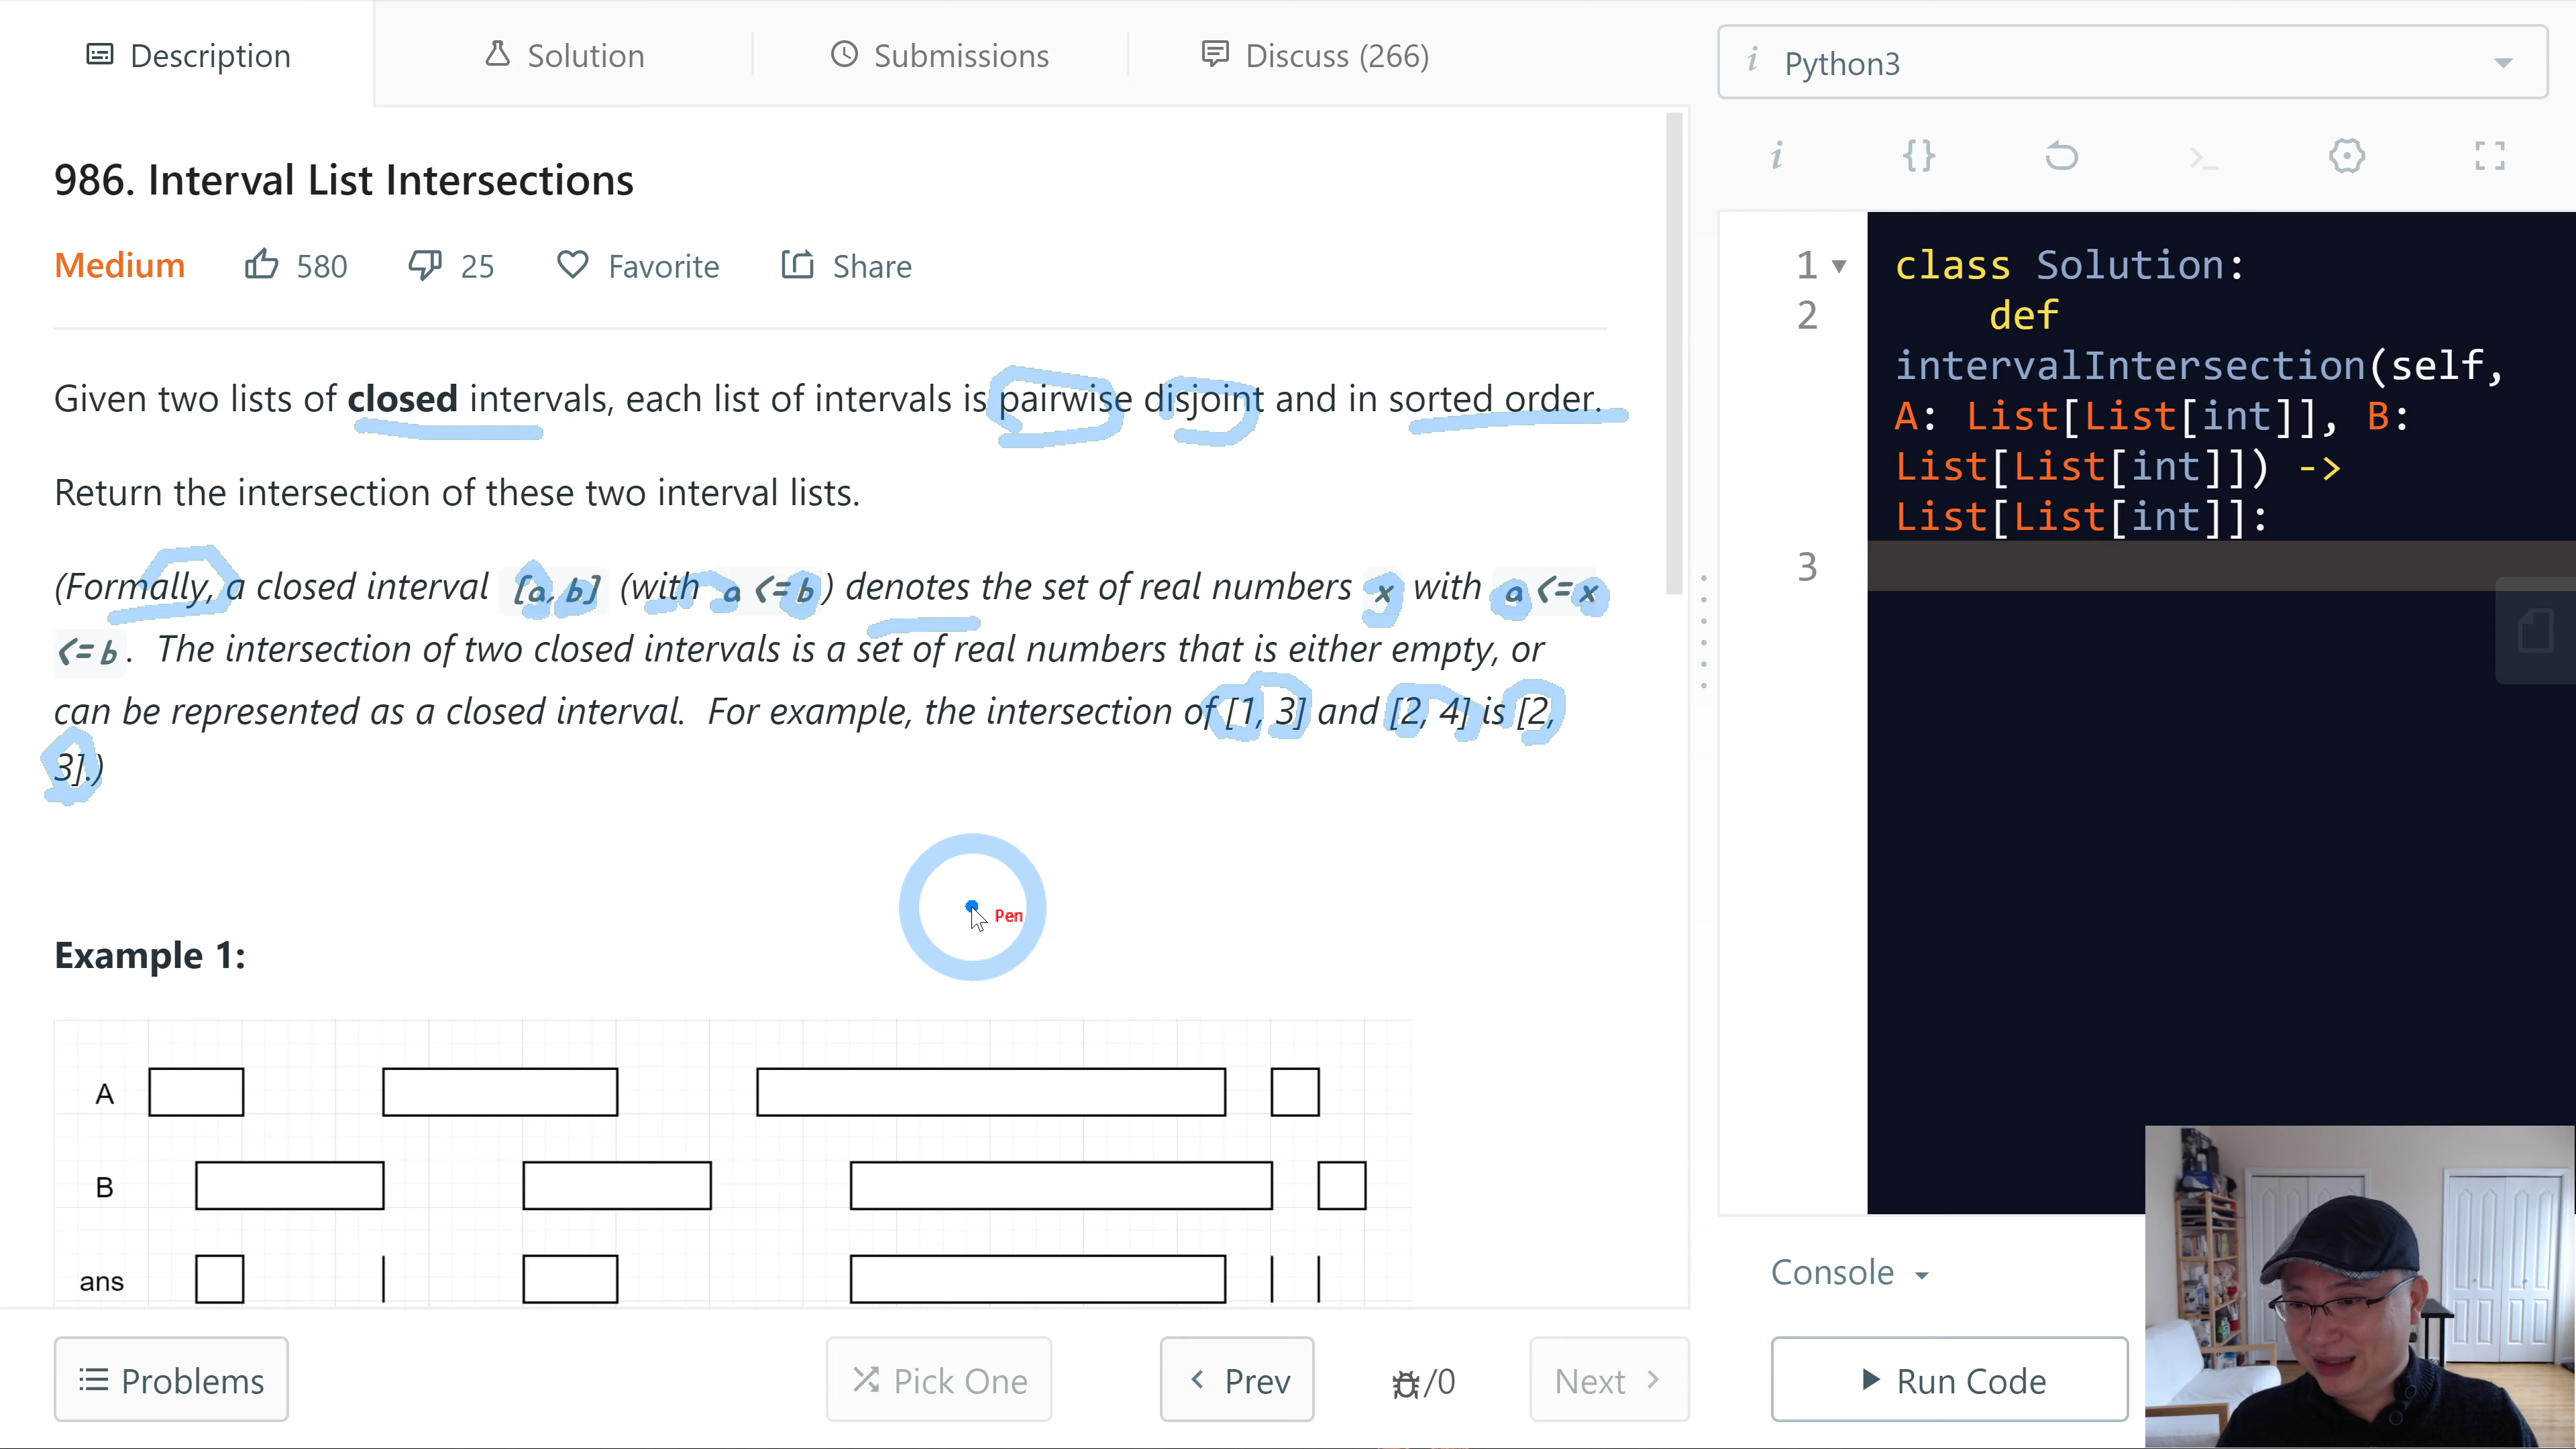 Description
Solution
Submissions
Discuss (266)
986. Interval List Intersections
Medium 580 25 Favorite Share
Given two lists of closed intervals, each list of intervals is pairwise disjoint and in sorted order.
Return the intersection of these two interval lists.
(Formally, a closed interval [a, b] (with a <= b) denotes the set of real numbers x with a <= x
<= b. The intersection of two closed intervals is a set of real numbers that is either empty, or
can be represented as a closed interval. For example, the intersection of [1, 3] and [2, 4] is [2,
3].)
Pen
Example 1:
A
B
ans
Problems
Pick One
Prev
/0
Next
i Python3
i {} >_
1 class Solution:
2 def
intervalIntersection(self,
A: List[List[int]], B:
List[List[int]]) ->
List[List[int]]:
3
Console
Run Code